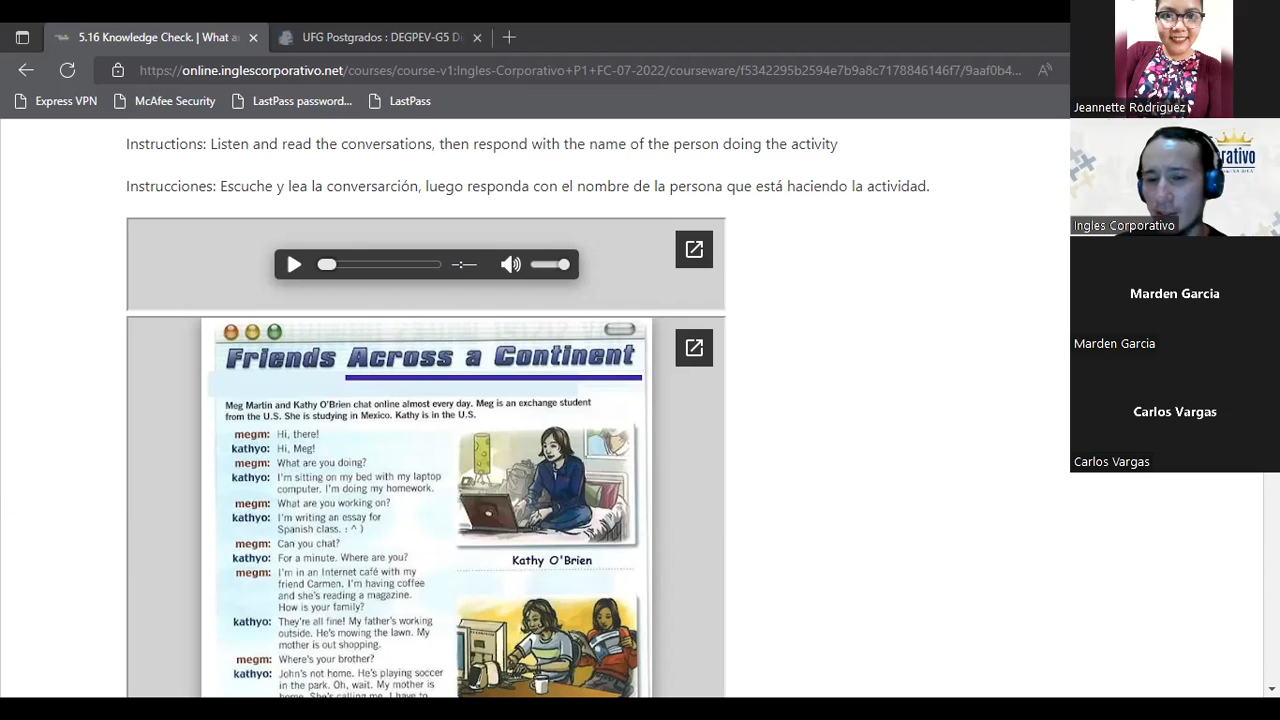 5.16 Knowledge Check. | What a
UFG Postgrados : DEGPEV-G5 D
https://online.inglescorporativo.net/courses/course-v1:Ingles-Corporativo+P1+FC-07-2022/courseware/f5342295b2594e7b9a8c7178846146f7/9aaf0b4...
Express VPN
McAfee Security
LastPass password...
LastPass
Instructions: Listen and read the conversations, then respond with the name of the person doing the activity
Instrucciones: Escuche y lea la conversarción, luego responda con el nombre de la persona que está haciendo la actividad.
-:--
Friends Across a Continent
Meg Martin and Kathy O'Brien chat online almost every day. Meg is an exchange student
from the U.S. She is studying in Mexico. Kathy is in the U.S.
megm: Hi, there!
kathyo: Hi, Meg!
megm: What are you doing?
kathyo: I'm sitting on my bed with my laptop
computer. I'm doing my homework.
megm: What are you working on?
kathyo: I'm writing an essay for
Spanish class. : ^ )
megm: Can you chat?
kathyo: For a minute. Where are you?
megm: I'm in an Internet café with my
friend Carmen. I'm having coffee
and she's reading a magazine.
How is your family?
kathyo: They're all fine! My father's working
outside. He's mowing the lawn. My
mother is out shopping.
megm: Where's your brother?
kathyo: John's not home. He's playing soccer
in the park. Oh, wait. My mother is
home. She's calling me. I have to
Kathy O'Brien
Jeannette Rodriguez
ativo
Ingles Corporativo
Marden Garcia
Marden Garcia
Carlos Vargas
Carlos Vargas